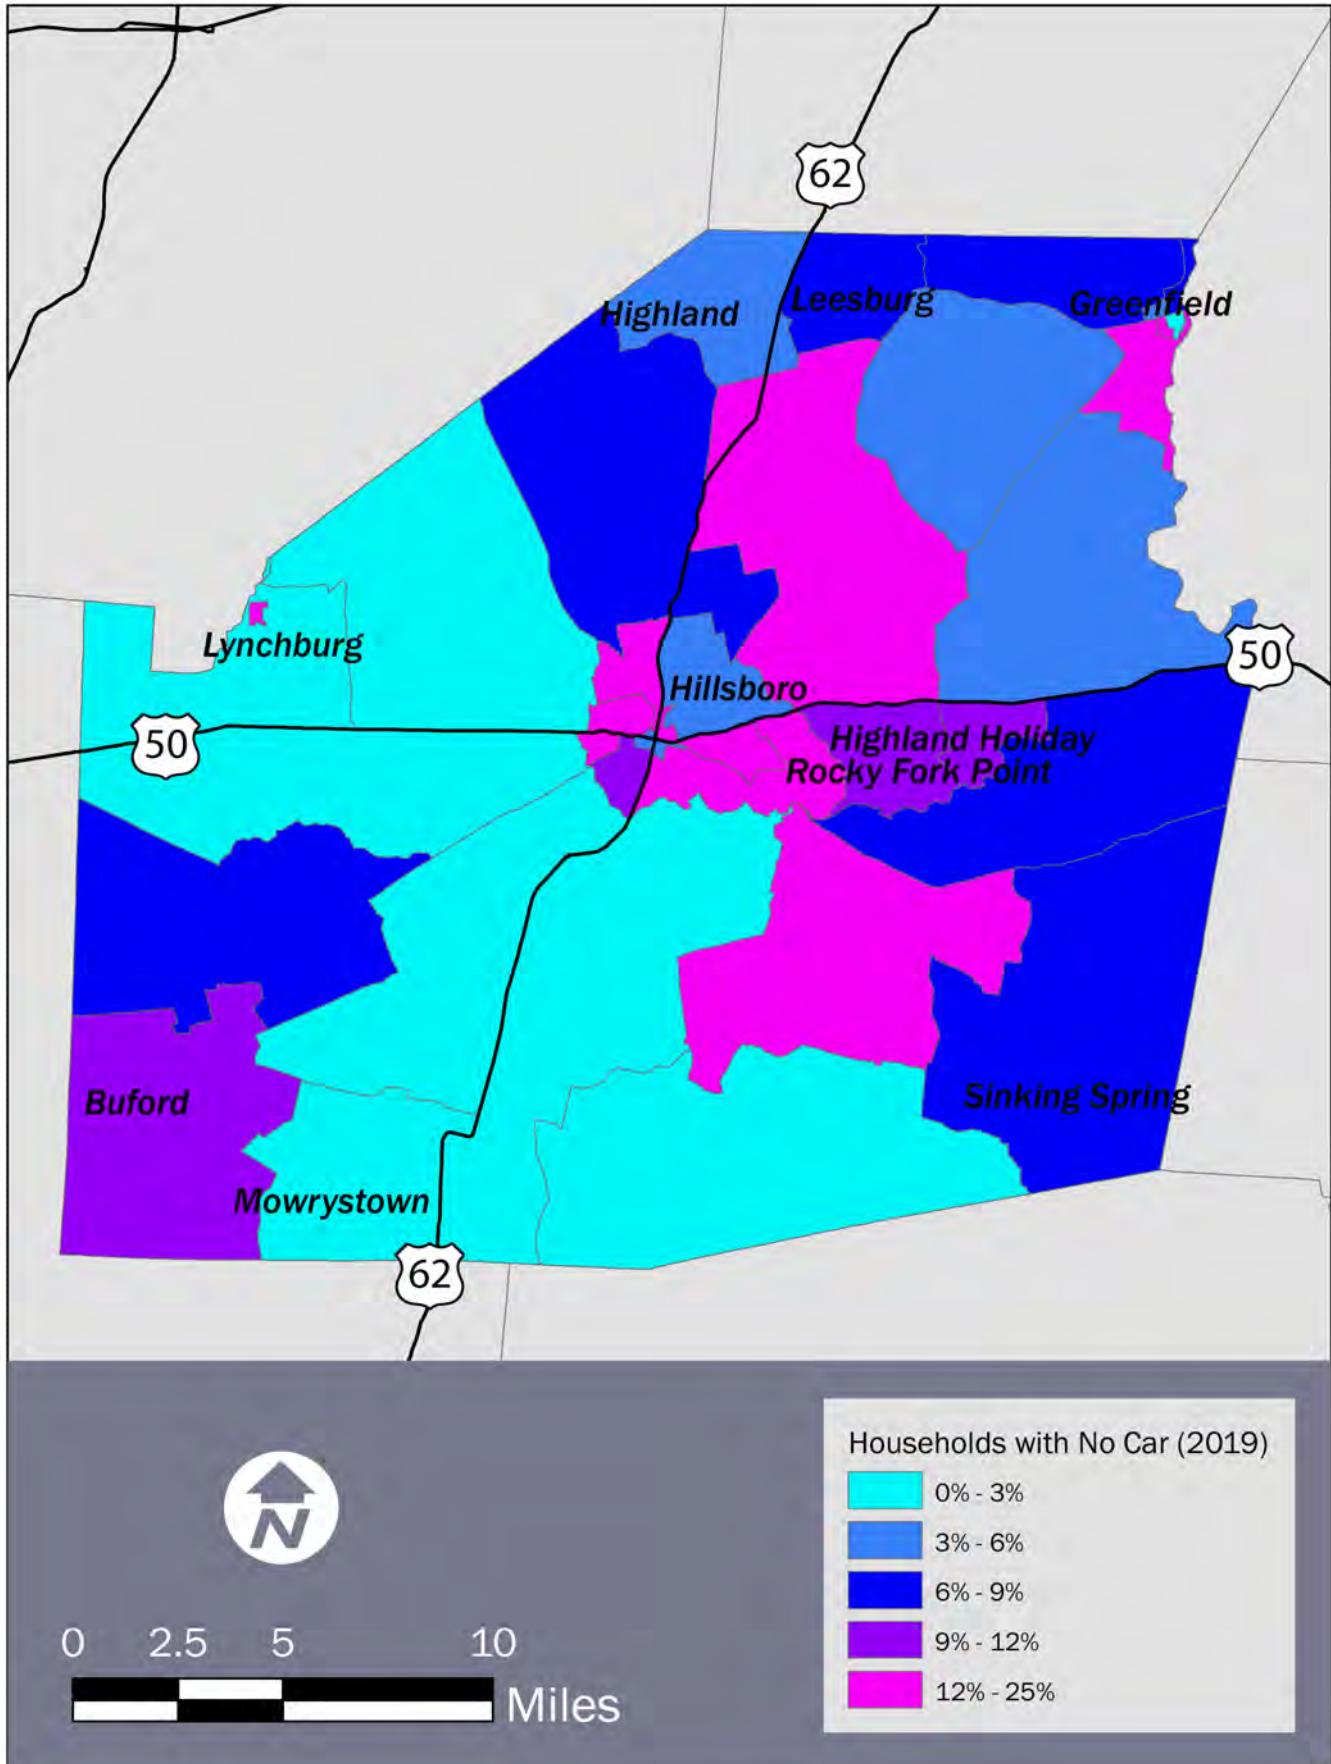 62
Highland
Leesburg
Greenfield
Lynchburg
50
Hillsboro
50
Highland Holiday
Rocky Fork Point
Buford
Sinking Spring
Mowrystown
62
Households with No Car (2019)
0% - 3%
3% - 6%
6% - 9%
9% - 12%
12% - 25%
N
0 2.5 5 10
Miles